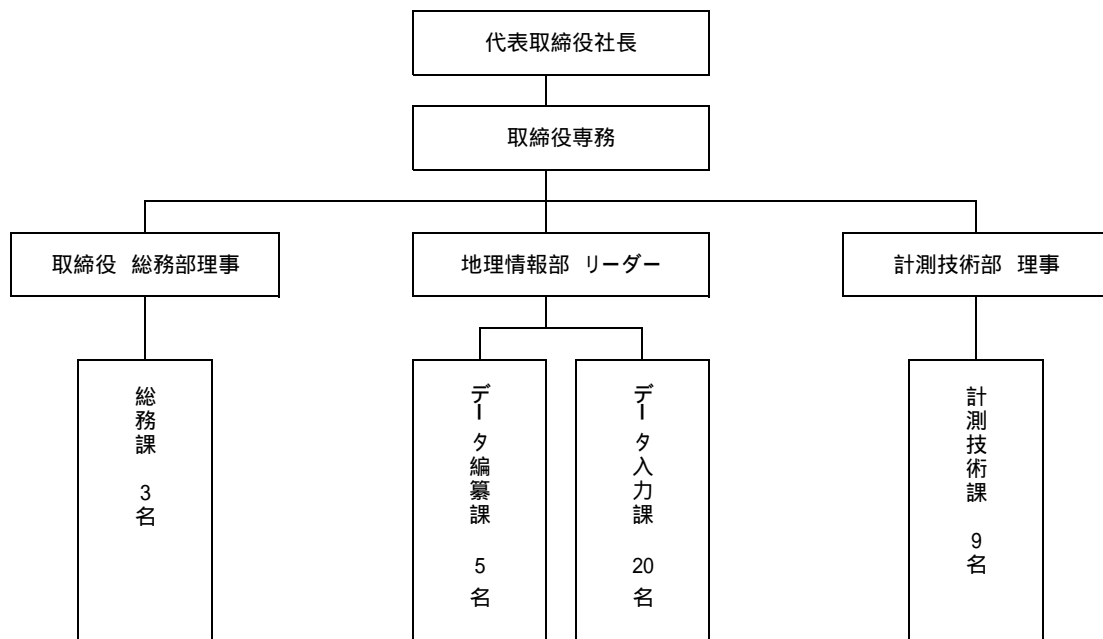 代表取締役社長
取締役専務
取締役 総務部理事
地理情報部 リーダー
計測技術部 理事
総務課 3名
データ編纂課 5名
データ入力課 20名
計測技術課 9名